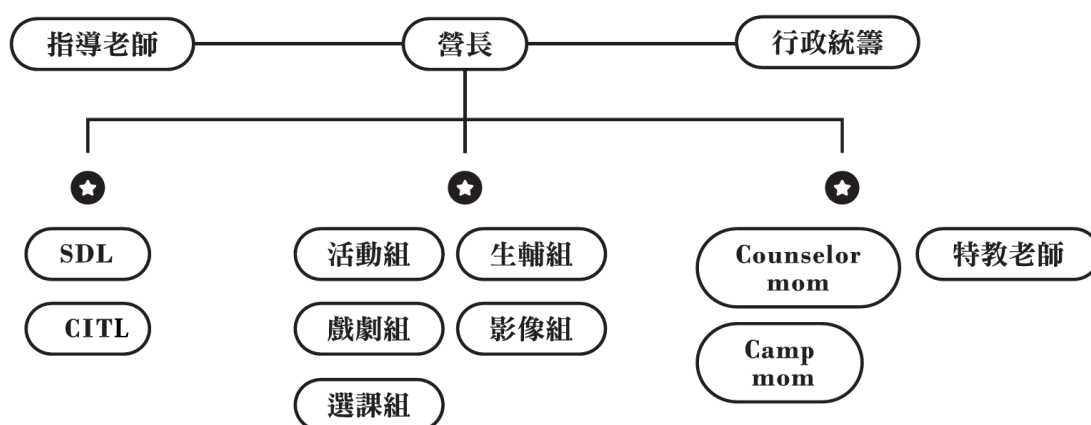 指導老師
營長
行政統籌
SDL
CITL
活動組
生輔組
戲劇組
影像組
選課組
Counselor
mom
Camp
mom
特教老師